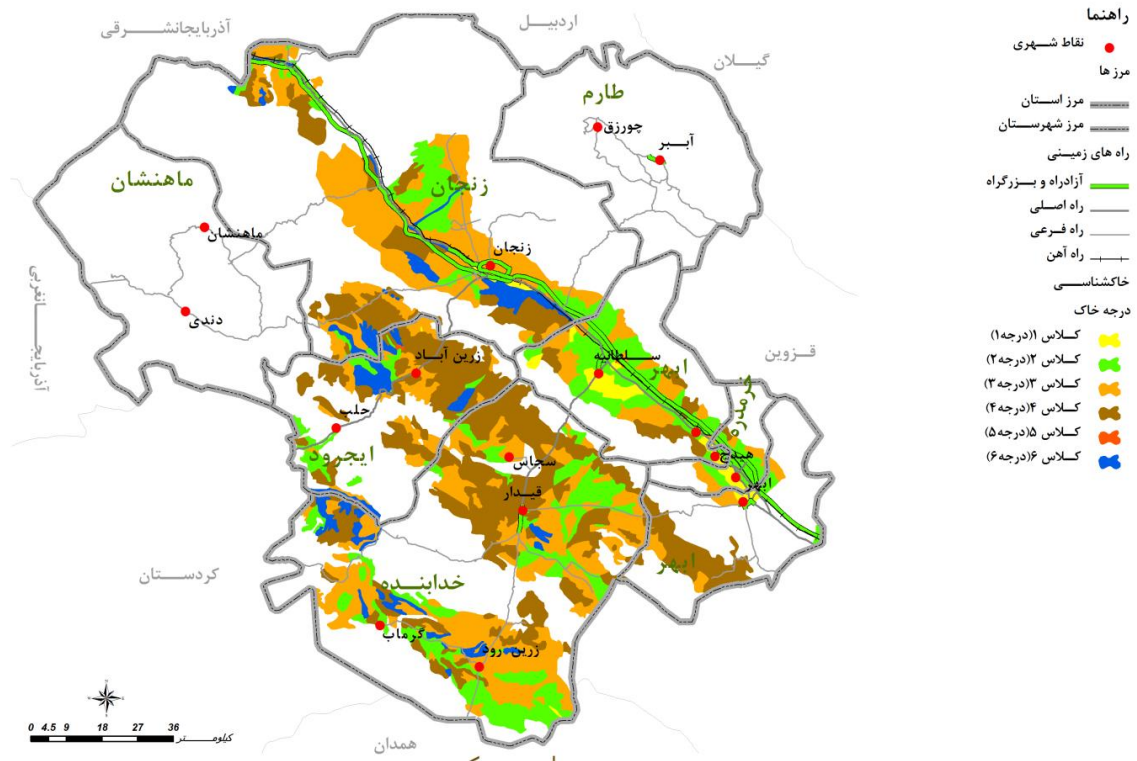 راهنما
نقاط شهری
مرز ها
مرز استان
مرز شهرستان
راه های زمینی
آزادراه و بزرگراه
راه اصلی
راه فرعی
راه آهن
خاکشناسی
درجه خاک
کلاس ۱(درجه۱)
کلاس ۲(درجه۲)
کلاس ۳(درجه۳)
کلاس ۴(درجه۴)
کلاس ۵(درجه۵)
کلاس ۶(درجه۶)
اردبیل
آذربایجانشرقی
گیلان
طارم
چورزق
آببر
ماهنشان
زنجان
ماهنشان
زنجان
آذربایجانغربی
دندی
قزوین
سلطانیه
ابهر
زرین آباد
خرمدره
حلب
ایجرود
سجاس
هیدج
ابهر
قیدار
ابهر
کردستان
خدابنده
گرماب
زرین رود
همدان
0 4.5 9 18 27 36
کیلومتر